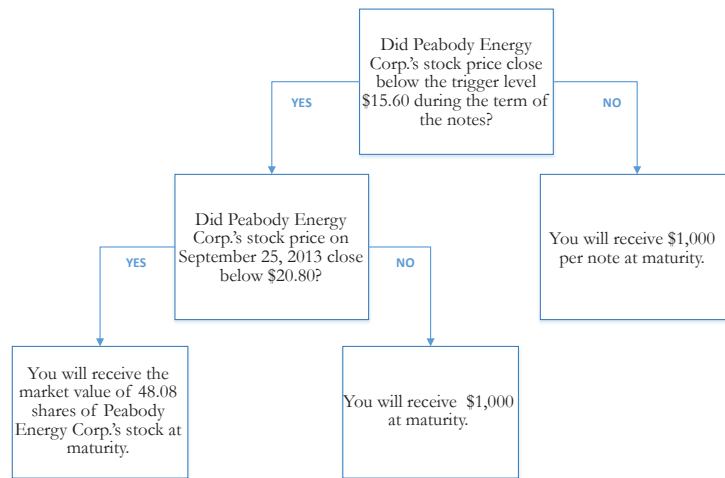 Did Peabody Energy
Corp.'s stock price close
below the trigger level
$15.60 during the term of
the notes?
YES
NO
Did Peabody Energy
Corp.'s stock price on
September 25, 2013 close
below $20.80?
You will receive $1,000
per note at maturity.
YES
NO
You will receive the
market value of 48.08
shares of Peabody
Energy Corp.'s stock at
maturity.
You will receive $1,000
at maturity.